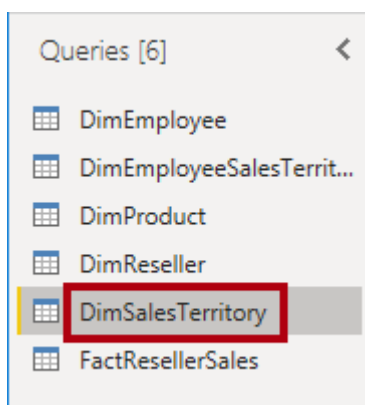 Queries [6]
DimEmployee
DimEmployeeSalesTerrit...
DimProduct
DimReseller
DimSalesTerritory
FactResellerSales